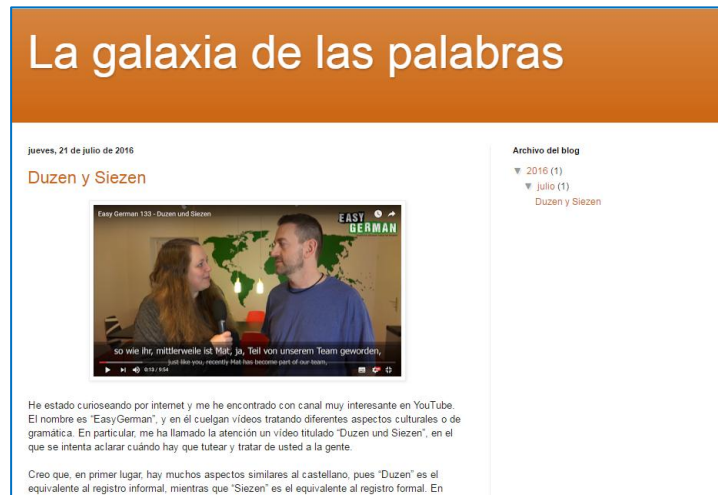 La galaxia de las palabras
jueves, 21 de julio de 2016
Duzen y Siezen
Easy German 133 - Duzen und Siezen
EASY
GERMAN
so wie ihr, mittlerweile ist Mat, ja, Teil von unserem Team geworden,
just like you, recently Mat has become part of our team,
0:13 / 9:54
He estado curioseando por internet y me he encontrado con canal muy interesante en YouTube.
El nombre es "EasyGerman", y en él cuelgan vídeos tratando diferentes aspectos culturales o de
gramática. En particular, me ha llamado la atención un vídeo titulado "Duzen und Siezen", en el
que se intenta aclarar cuándo hay que tutear y tratar de usted a la gente.
Creo que, en primer lugar, hay muchos aspectos similares al castellano, pues "Duzen" es el
equivalente al registro informal, mientras que "Siezen" es el equivalente al registro formal. En
Archivo del blog
▼ 2016 (1)
▼ julio (1)
Duzen y Siezen